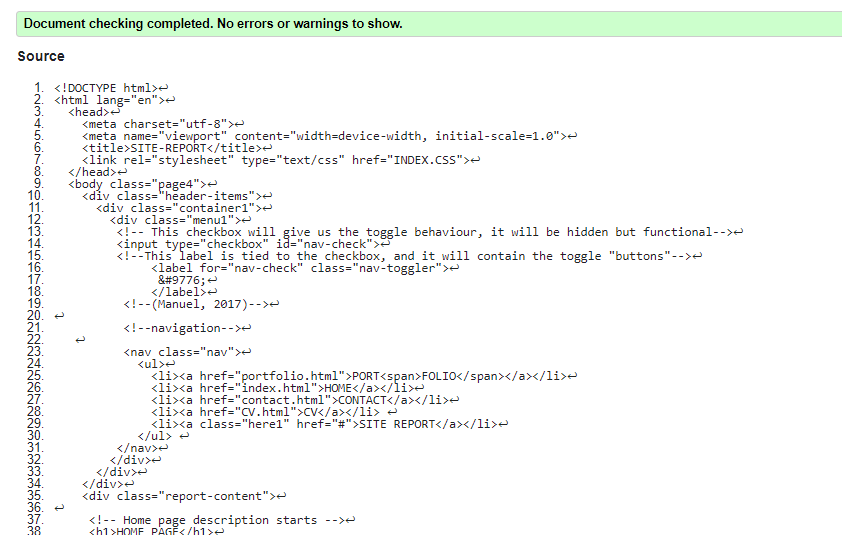 Document checking completed. No errors or warnings to show.
Source
1. <!DOCTYPE html>↩
2. <html lang="en">↩
3.   <head>↩
4.     <meta charset="utf-8">↩
5.     <meta name="viewport" content="width=device-width, initial-scale=1.0">↩
6.     <title>SITE-REPORT</title>↩
7.     <link rel="stylesheet" type="text/css" href="INDEX.CSS">↩
8.   </head>↩
9.   <body class="page4">↩
10.     <div class="header-items">↩
11.       <div class="container1">↩
12.         <div class="menu1">↩
13.          <!-- This checkbox will give us the toggle behaviour, it will be hidden but functional-->↩
14.          <input type="checkbox" id="nav-check">↩
15.          <!--This label is tied to the checkbox, and it will contain the toggle "buttons"-->↩
16.               <label for="nav-check" class="nav-toggler">↩
17.                &#9776;↩
18.               </label>↩
19.           <!--(Manuel, 2017)-->↩
20. ↩
21.           <!--navigation-->↩
22.    ↩
23.           <nav class="nav">↩
24.             <ul>↩
25.               <li><a href="portfolio.html">PORT<span>FOLIO</span></a></li>↩
26.               <li><a href="index.html">HOME</a></li>↩
27.               <li><a href="contact.html">CONTACT</a></li>↩
28.               <li><a href="CV.html">CV</a></li> ↩
29.               <li><a class="here1" href="#">SITE REPORT</a></li>↩
30.             </ul> ↩
31.          </nav>↩
32.         </div>↩
33.       </div>↩
34.     </div>↩
35.     <div class="report-content">↩
36. ↩
37.      <!-- Home page description starts -->↩
38      <h1>HOME PAGE</h1>↩